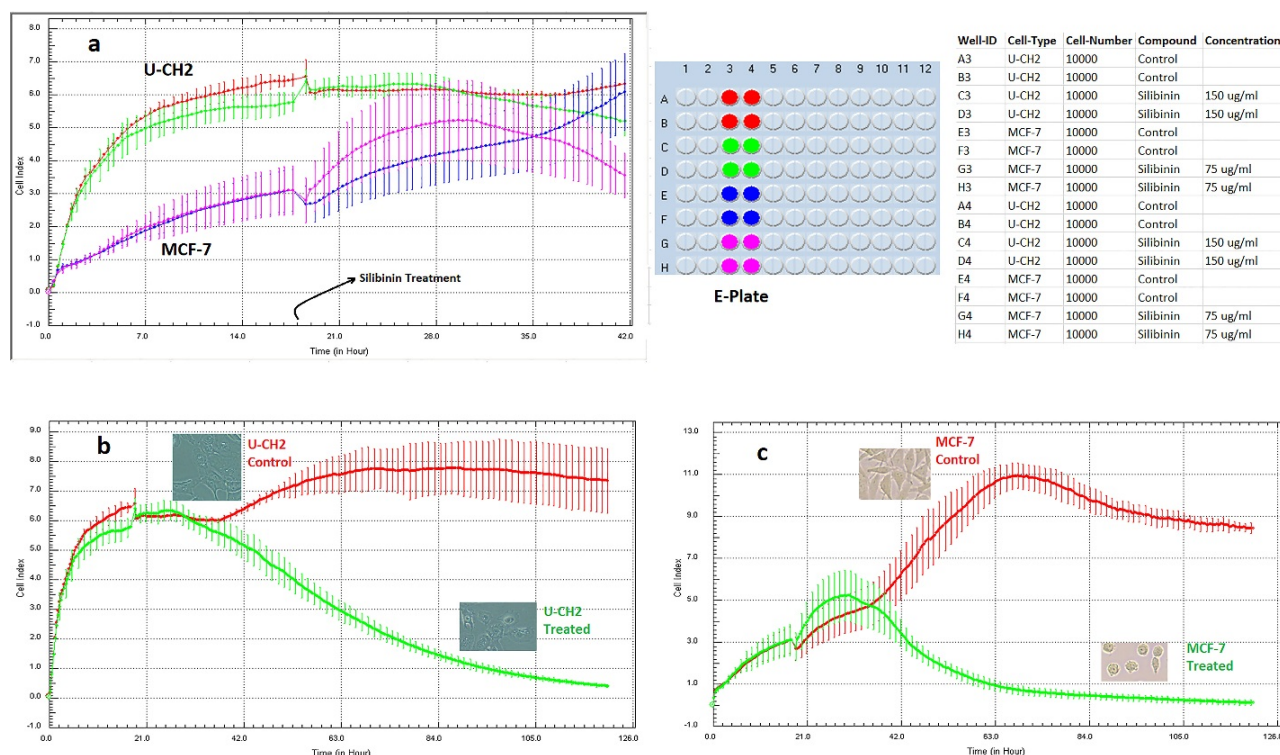 a
U-CH2
MCF-7
Silibinin Treatment
Cell Index
8.0
7.0
6.0
5.0
4.0
3.0
2.0
1.0
0.0
-1.0
0.0 7.0 14.0 21.0 28.0 35.0 42.0
Time (in Hour)
1 2 3 4 5 6 7 8 9 10 11 12
A
B
C
D
E
F
G
H
E-Plate
Well-ID Cell-Type Cell-Number Compound Concentration
A3 U-CH2 10000 Control
B3 U-CH2 10000 Control
C3 U-CH2 10000 Silibinin 150 ug/ml
D3 U-CH2 10000 Silibinin 150 ug/ml
E3 MCF-7 10000 Control
F3 MCF-7 10000 Control
G3 MCF-7 10000 Silibinin 75 ug/ml
H3 MCF-7 10000 Silibinin 75 ug/ml
A4 U-CH2 10000 Control
B4 U-CH2 10000 Control
C4 U-CH2 10000 Silibinin 150 ug/ml
D4 U-CH2 10000 Silibinin 150 ug/ml
E4 MCF-7 10000 Control
F4 MCF-7 10000 Control
G4 MCF-7 10000 Silibinin 75 ug/ml
H4 MCF-7 10000 Silibinin 75 ug/ml
b
U-CH2
Control
U-CH2
Treated
Cell Index
9.0
8.0
7.0
6.0
5.0
4.0
3.0
2.0
1.0
0.0
-1.0
0.0 21.0 42.0 63.0 84.0 105.0 126.0
Time (in Hour)
c
MCF-7
Control
MCF-7
Treated
Cell Index
13.0
11.0
9.0
7.0
5.0
3.0
1.0
-1.0
0.0 21.0 42.0 63.0 84.0 105.0 126.0
Time (in Hour)